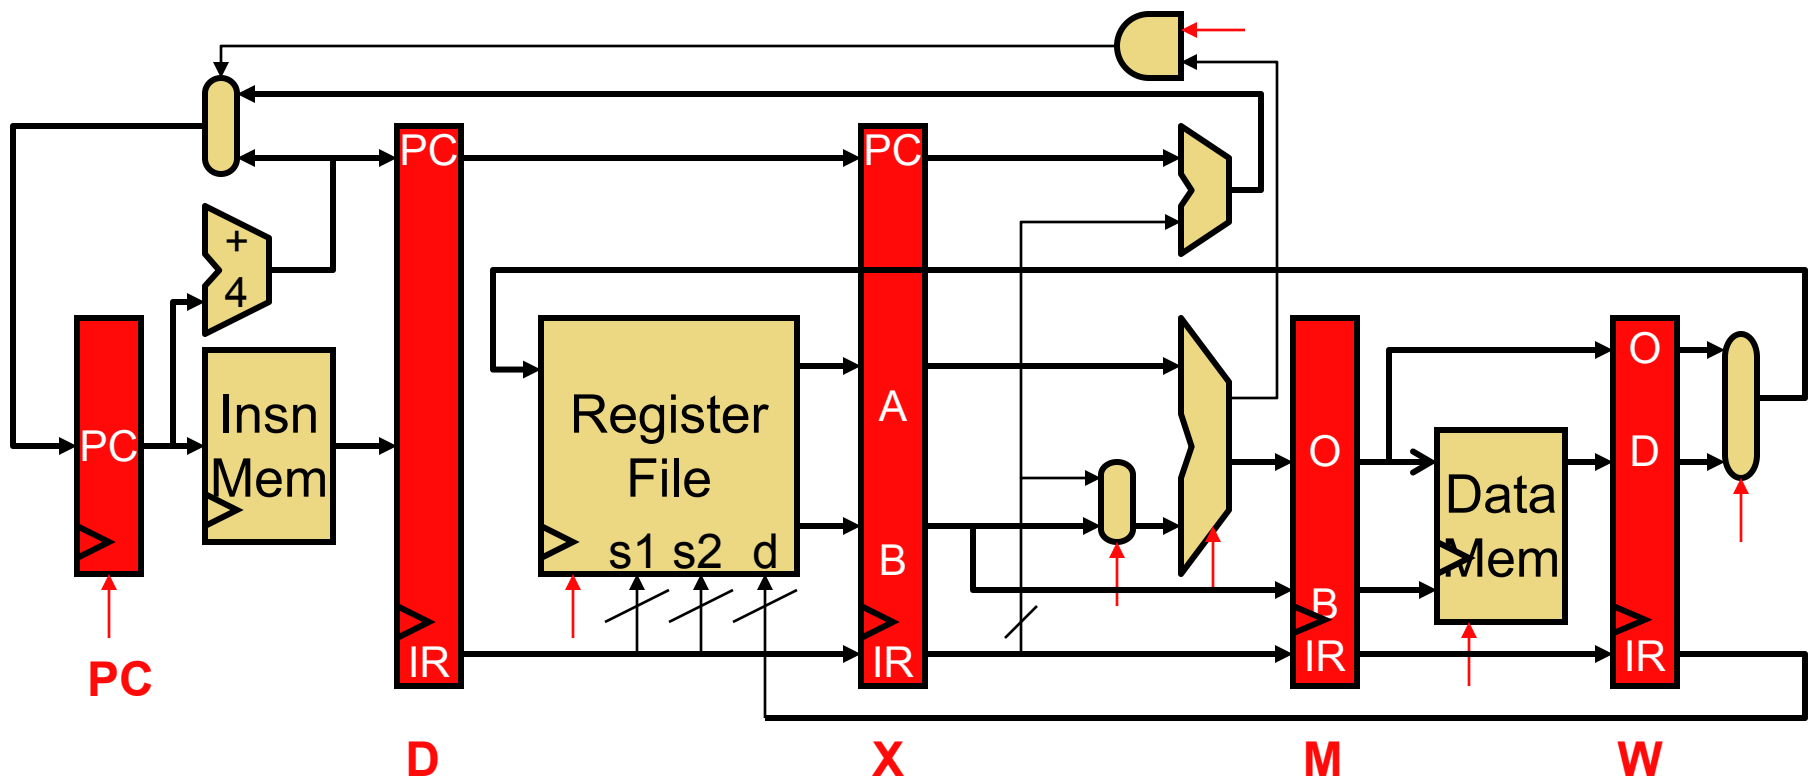 PC
PC
+
4
O
Insn
Mem
Register
File
A
PC
O
D
Data
Mem
s1 s2 d
B
B
IR
IR
IR
IR
PC
D
X
M
W